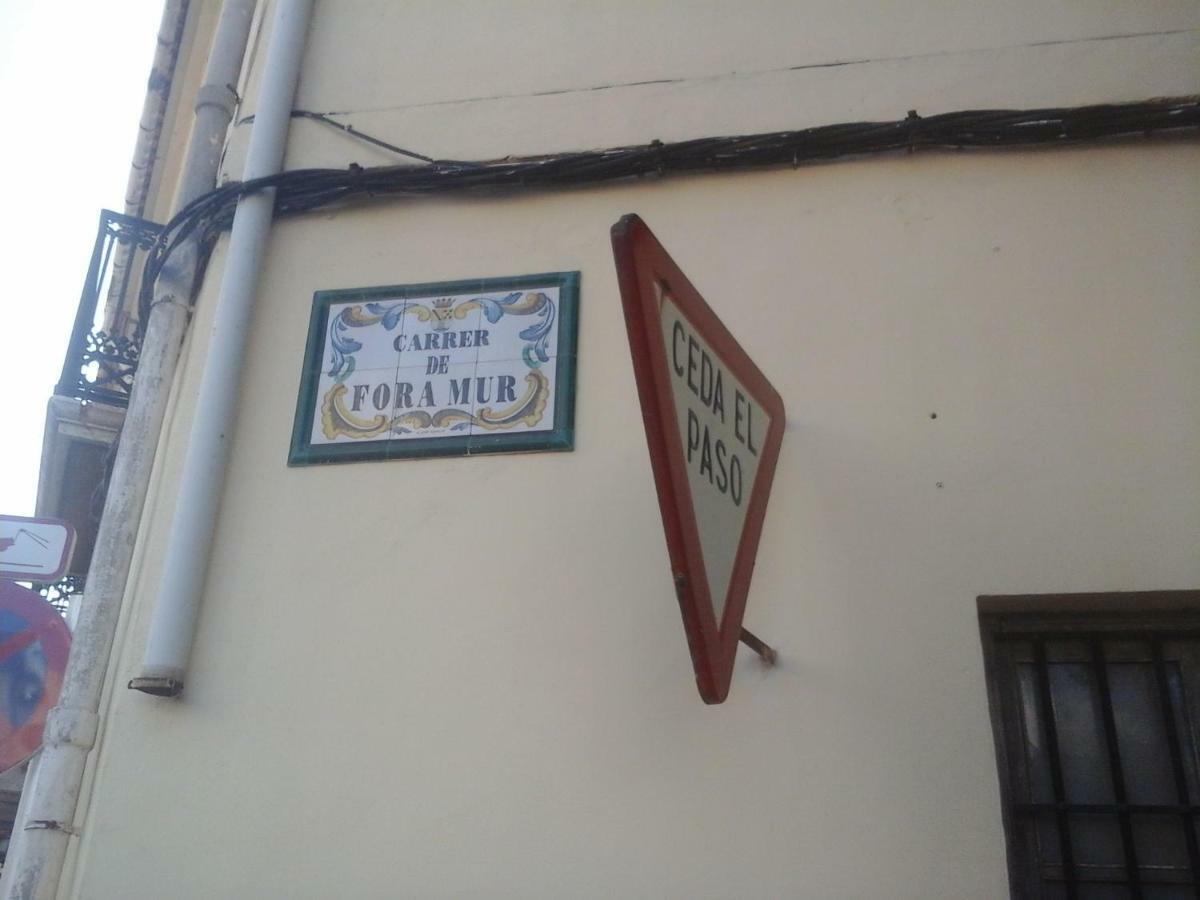 CARRER
DE
FORA MUR
CEDA EL
PASO